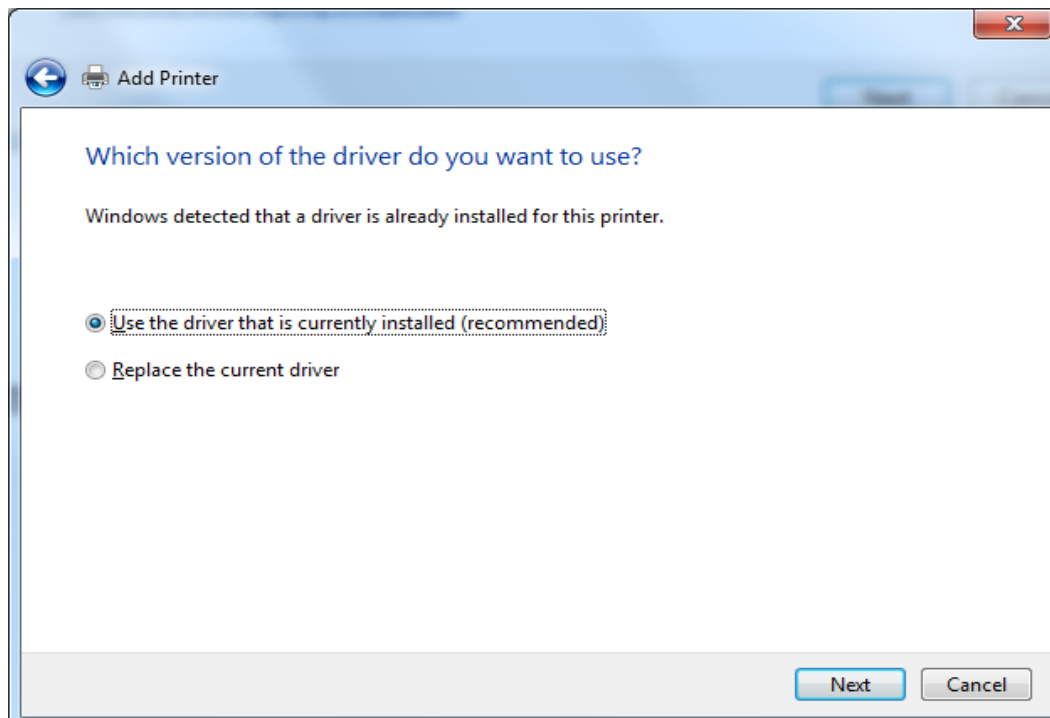 Add Printer
Which version of the driver do you want to use?
Windows detected that a driver is already installed for this printer.
Use the driver that is currently installed (recommended)
Replace the current driver
Next
Cancel